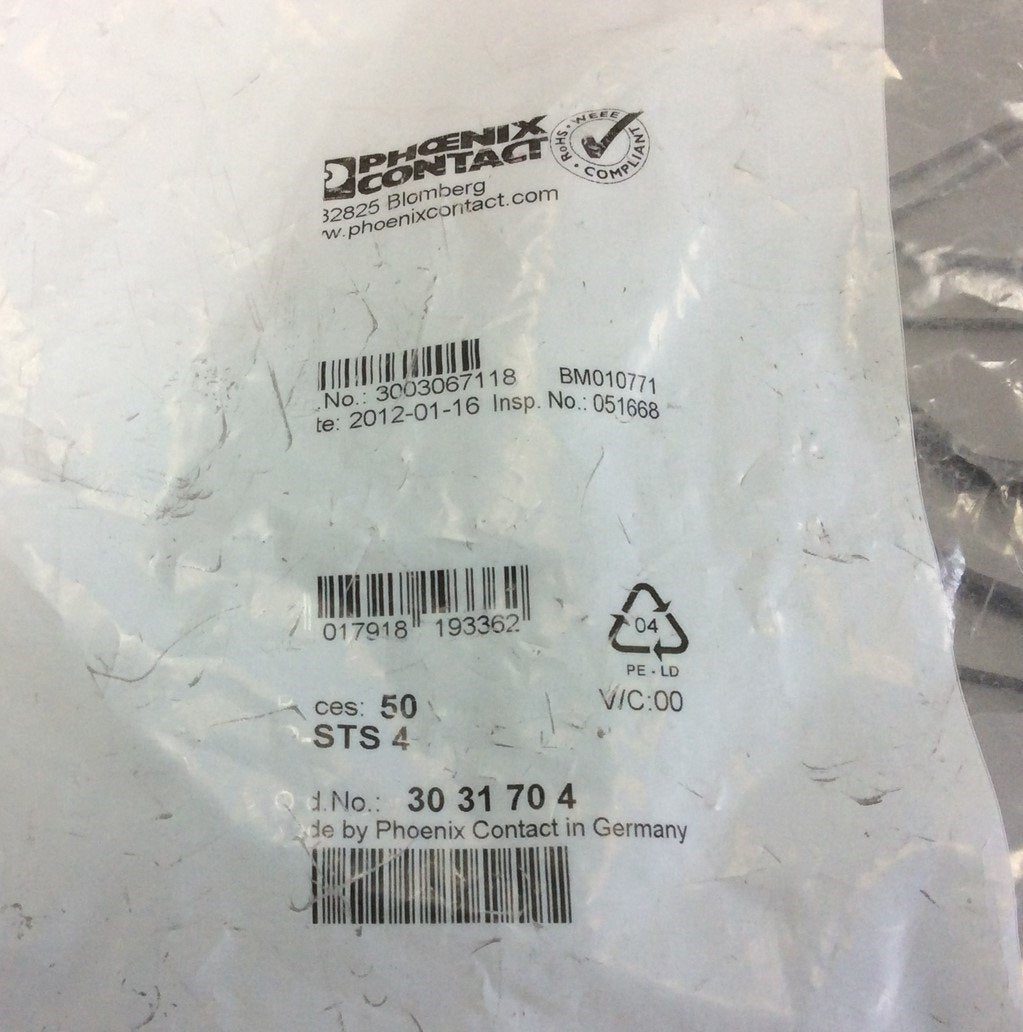 PHŒNIX
CONTACT
RoHS · WEEE · COMPLIANT
32825 Blomberg
w.phoenixcontact.com
.No.: 3003067118 BM010771
te: 2012-01-16 Insp. No.: 051668
017918 193362
04
PE-LD
ces: 50 V/C:00
-STS 4
d.No.: 30 31 70 4
de by Phoenix Contact in Germany